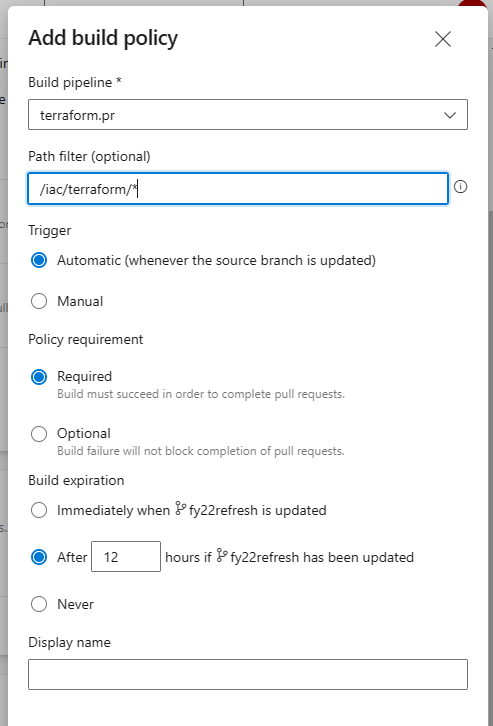 Add build policy
Build pipeline *
terraform.pr
Path filter (optional)
/iac/terraform/*
Trigger
Automatic (whenever the source branch is updated)
Manual
Policy requirement
Required
Build must succeed in order to complete pull requests.
Optional
Build failure will not block completion of pull requests.
Build expiration
Immediately when fy22refresh is updated
After 12 hours if fy22refresh has been updated
Never
Display name